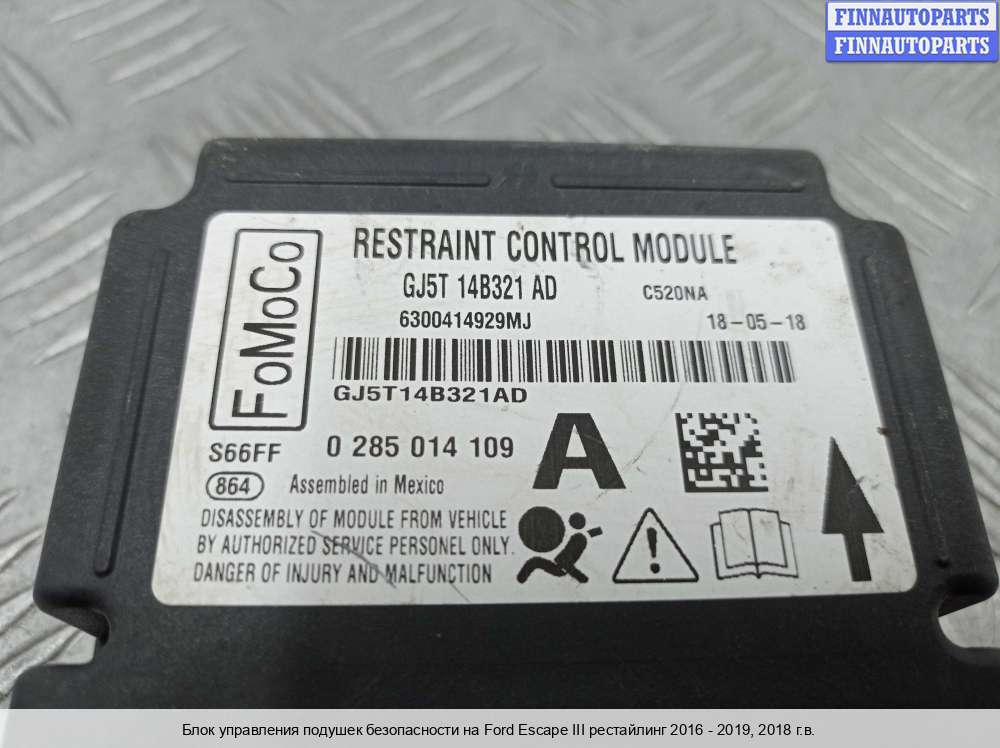 FINNAUTOPARTS
FINNAUTOPARTS
FoMoCo
RESTRAINT CONTROL MODULE
GJ5T 14B321 AD
C520NA
6300414929MJ
18-05-18
GJ5T14B321AD
S66FF
0 285 014 109
A
864
Assembled in Mexico
DISASSEMBLY OF MODULE FROM VEHICLE
BY AUTHORIZED SERVICE PERSONEL ONLY.
DANGER OF INJURY AND MALFUNCTION
Блок управления подушек безопасности на Ford Escape III рестайлинг 2016 - 2019, 2018 г.в.